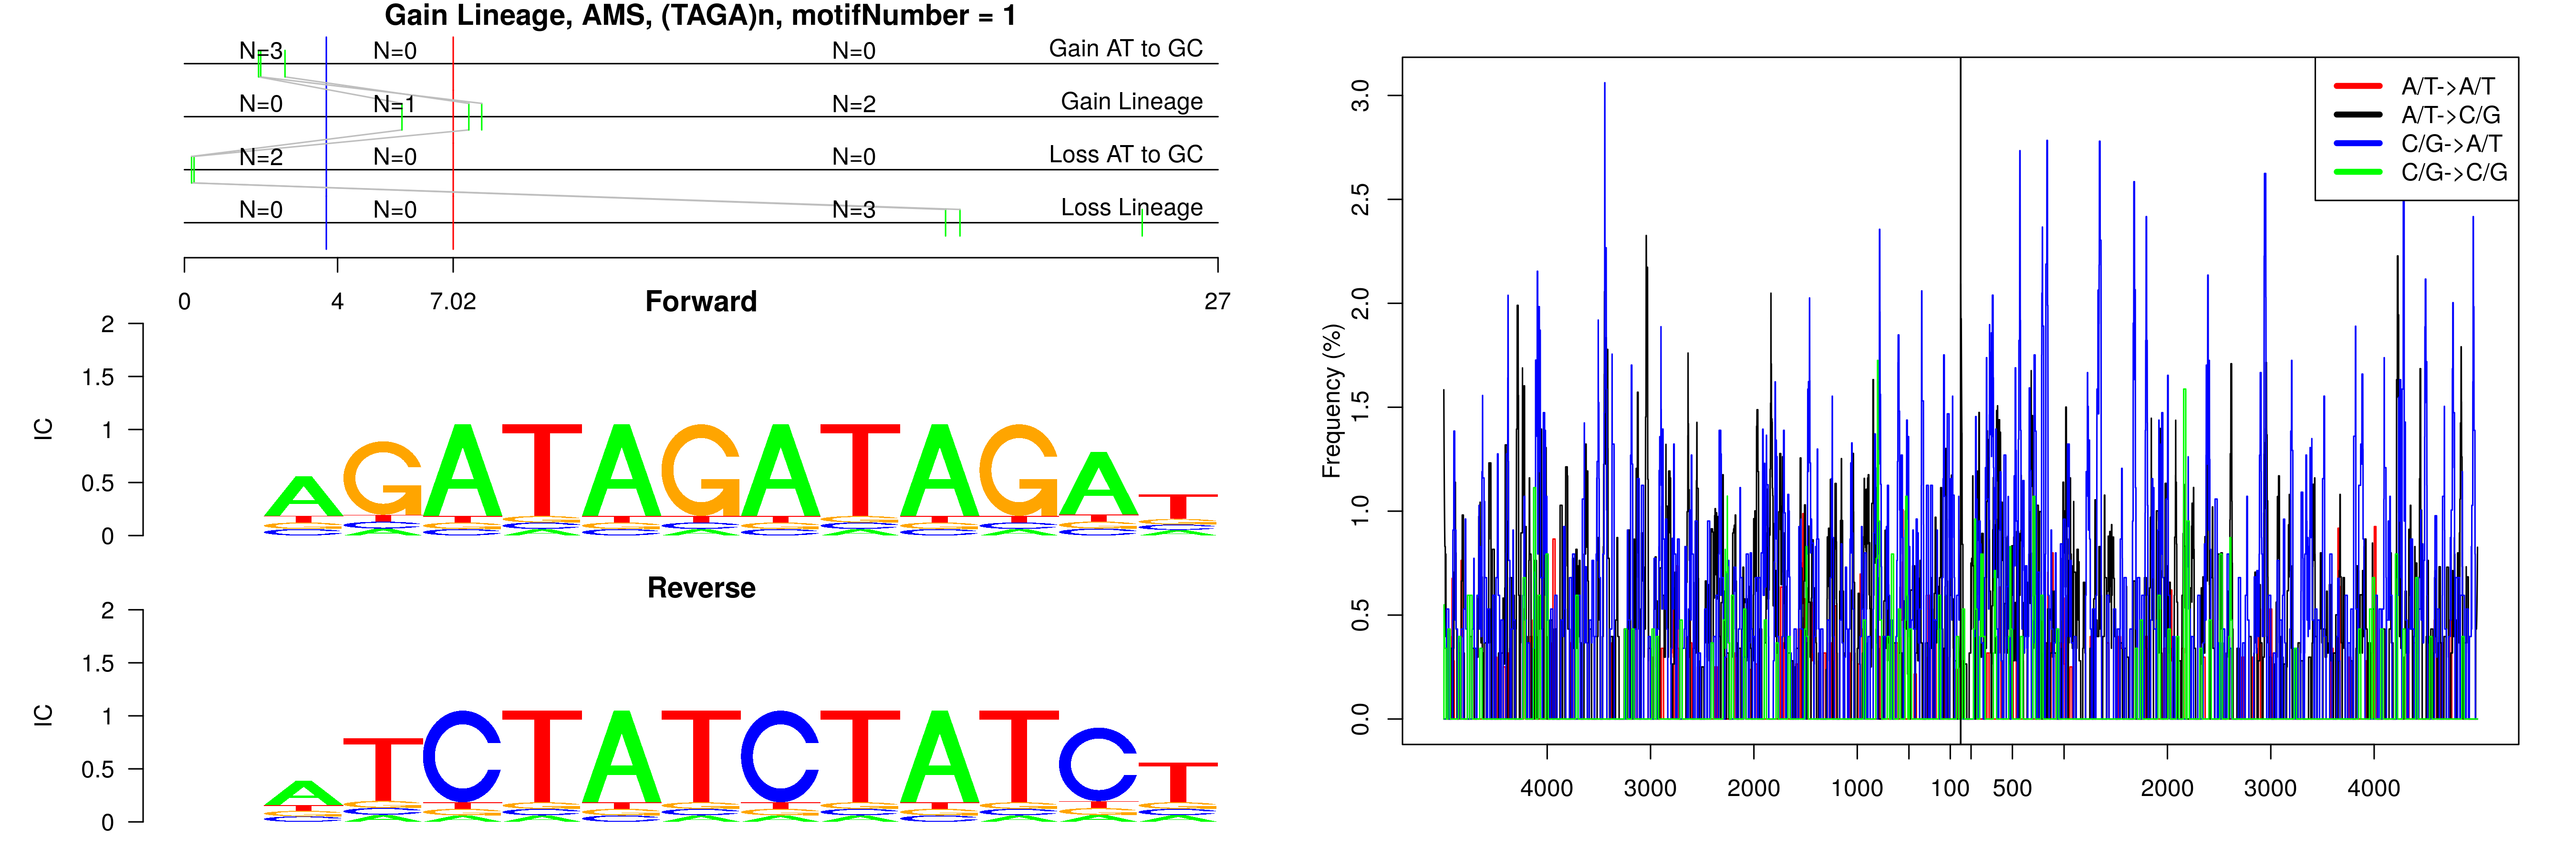 Gain Lineage, AMS, (TAGA)n, motifNumber = 1
N=3 N=0 N=0 Gain AT to GC
N=0 N=1 N=2 Gain Lineage
N=2 N=0 N=0 Loss AT to GC
N=0 N=0 N=3 Loss Lineage
0 4 7.02 27
Forward
2
1.5
1
0.5
0
IC
AGATAGATAGAT
Reverse
2
1.5
1
0.5
0
IC
ATCTATCTATCT
A/T->A/T
A/T->C/G
C/G->A/T
C/G->C/G
Frequency (%)
3.0
2.5
2.0
1.5
1.0
0.5
0.0
4000 3000 2000 1000 100 500 2000 3000 4000